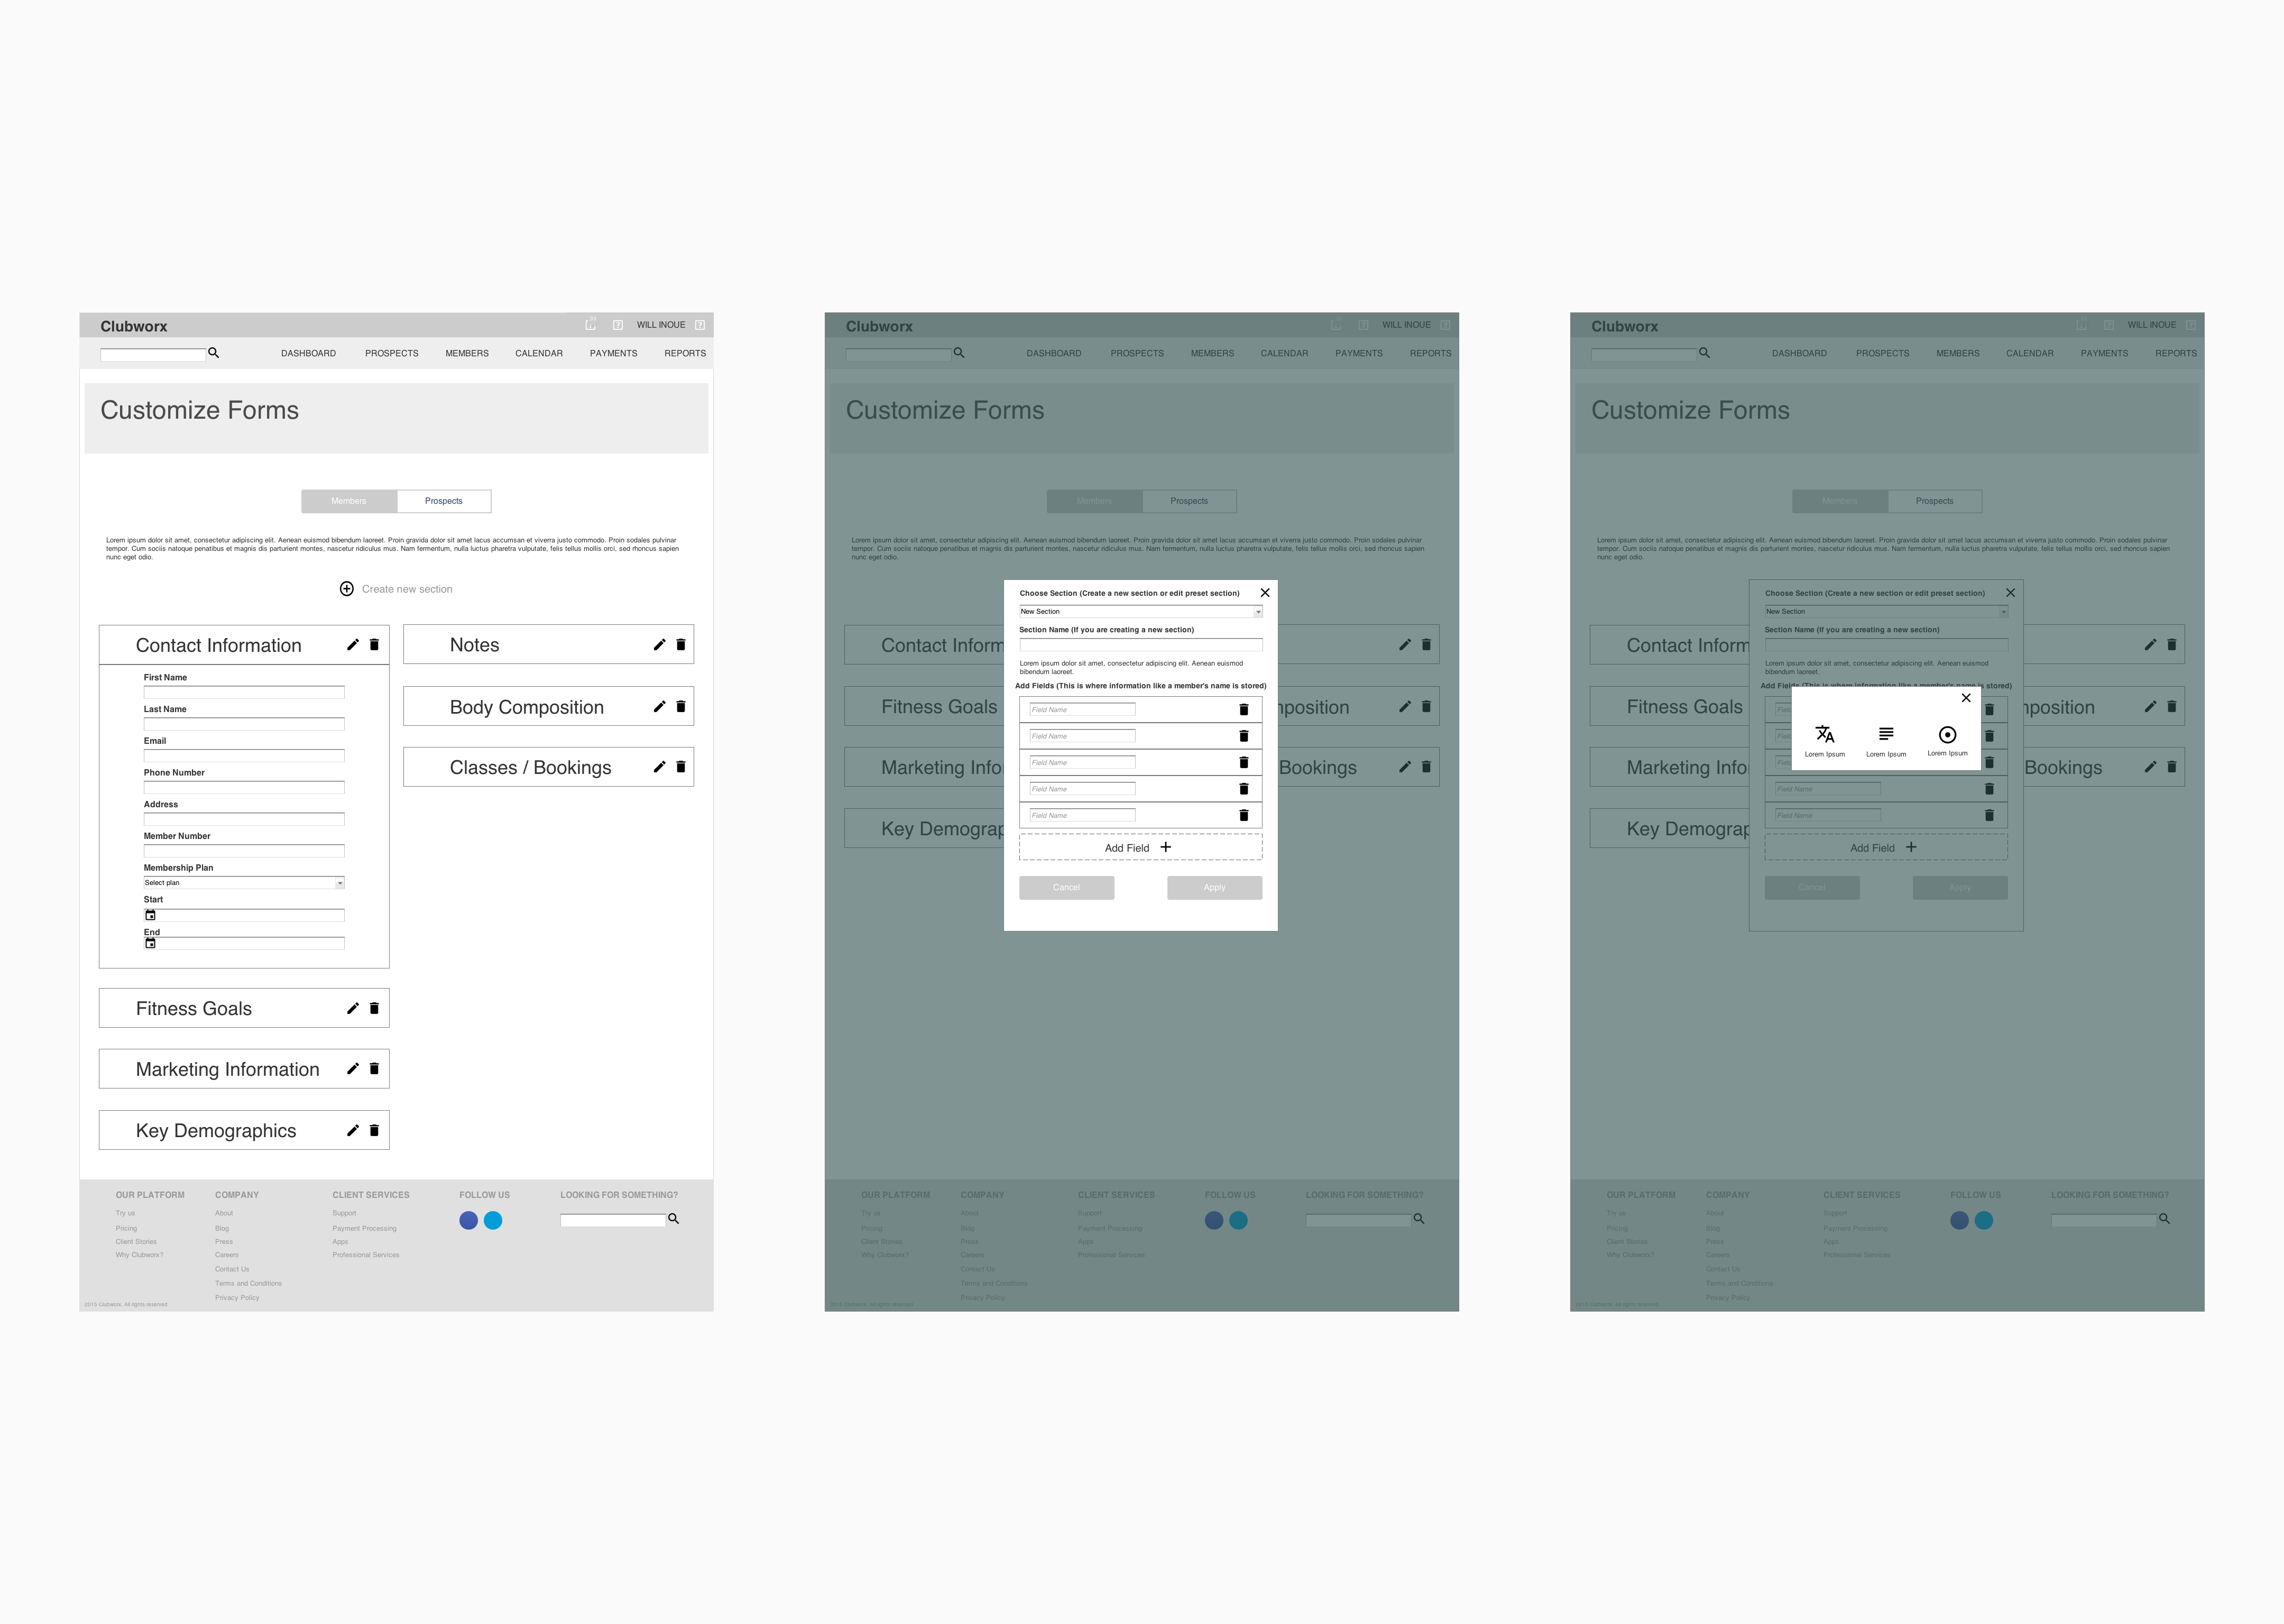 Clubworx
WILL INOUE
DASHBOARD PROSPECTS MEMBERS CALENDAR PAYMENTS REPORTS
Customize Forms
Members Prospects
Lorem ipsum dolor sit amet, consectetur adipiscing elit. Aenean euismod bibendum laoreet. Proin gravida dolor sit amet lacus accumsan et viverra justo commodo. Proin sodales pulvinar
tempor. Cum sociis natoque penatibus et magnis dis parturient montes, nascetur ridiculus mus. Nam fermentum, nulla luctus pharetra vulputate, felis tellus mollis orci, sed rhoncus sapien
nunc eget odio.
Create new section
Contact Information
First Name
Last Name
Email
Phone Number
Address
Member Number
Membership Plan
Select plan
Start
End
Fitness Goals
Marketing Information
Key Demographics
Notes
Body Composition
Classes / Bookings
OUR PLATFORM
Try us
Pricing
Client Stories
Why Clubworx?
COMPANY
About
Blog
Press
Careers
Contact Us
Terms and Conditions
Privacy Policy
CLIENT SERVICES
Support
Payment Processing
Apps
Professional Services
FOLLOW US
LOOKING FOR SOMETHING?
2015 Clubworx. All rights reserved
Clubworx
WILL INOUE
DASHBOARD PROSPECTS MEMBERS CALENDAR PAYMENTS REPORTS
Customize Forms
Members Prospects
Lorem ipsum dolor sit amet, consectetur adipiscing elit. Aenean euismod bibendum laoreet. Proin gravida dolor sit amet lacus accumsan et viverra justo commodo. Proin sodales pulvinar
tempor. Cum sociis natoque penatibus et magnis dis parturient montes, nascetur ridiculus mus. Nam fermentum, nulla luctus pharetra vulputate, felis tellus mollis orci, sed rhoncus sapien
nunc eget odio.
Contact Inform
Fitness Goals
Marketing Info
Key Demograp
nposition
Bookings
Choose Section (Create a new section or edit preset section)
New Section
Section Name (If you are creating a new section)
Lorem ipsum dolor sit amet, consectetur adipiscing elit. Aenean euismod
bibendum laoreet.
Add Fields (This is where information like a member's name is stored)
Field Name
Field Name
Field Name
Field Name
Field Name
Add Field
Cancel Apply
OUR PLATFORM
Try us
Pricing
Client Stories
Why Clubworx?
COMPANY
About
Blog
Press
Careers
Contact Us
Terms and Conditions
Privacy Policy
CLIENT SERVICES
Support
Payment Processing
Apps
Professional Services
FOLLOW US
LOOKING FOR SOMETHING?
2015 Clubworx. All rights reserved
Clubworx
WILL INOUE
DASHBOARD PROSPECTS MEMBERS CALENDAR PAYMENTS REPORTS
Customize Forms
Members Prospects
Lorem ipsum dolor sit amet, consectetur adipiscing elit. Aenean euismod bibendum laoreet. Proin gravida dolor sit amet lacus accumsan et viverra justo commodo. Proin sodales pulvinar
tempor. Cum sociis natoque penatibus et magnis dis parturient montes, nascetur ridiculus mus. Nam fermentum, nulla luctus pharetra vulputate, felis tellus mollis orci, sed rhoncus sapien
nunc eget odio.
Contact Inform
Fitness Goals
Marketing Info
Key Demograp
nposition
Bookings
Choose Section (Create a new section or edit preset section)
New Section
Section Name (If you are creating a new section)
Lorem ipsum dolor sit amet, consectetur adipiscing elit. Aenean euismod
bibendum laoreet.
Add Fields (This is where information like a member's name is stored)
Lorem Ipsum Lorem Ipsum Lorem Ipsum
Field Name
Field Name
Add Field
Cancel Apply
OUR PLATFORM
Try us
Pricing
Client Stories
Why Clubworx?
COMPANY
About
Blog
Press
Careers
Contact Us
Terms and Conditions
Privacy Policy
CLIENT SERVICES
Support
Payment Processing
Apps
Professional Services
FOLLOW US
LOOKING FOR SOMETHING?
2015 Clubworx. All rights reserved